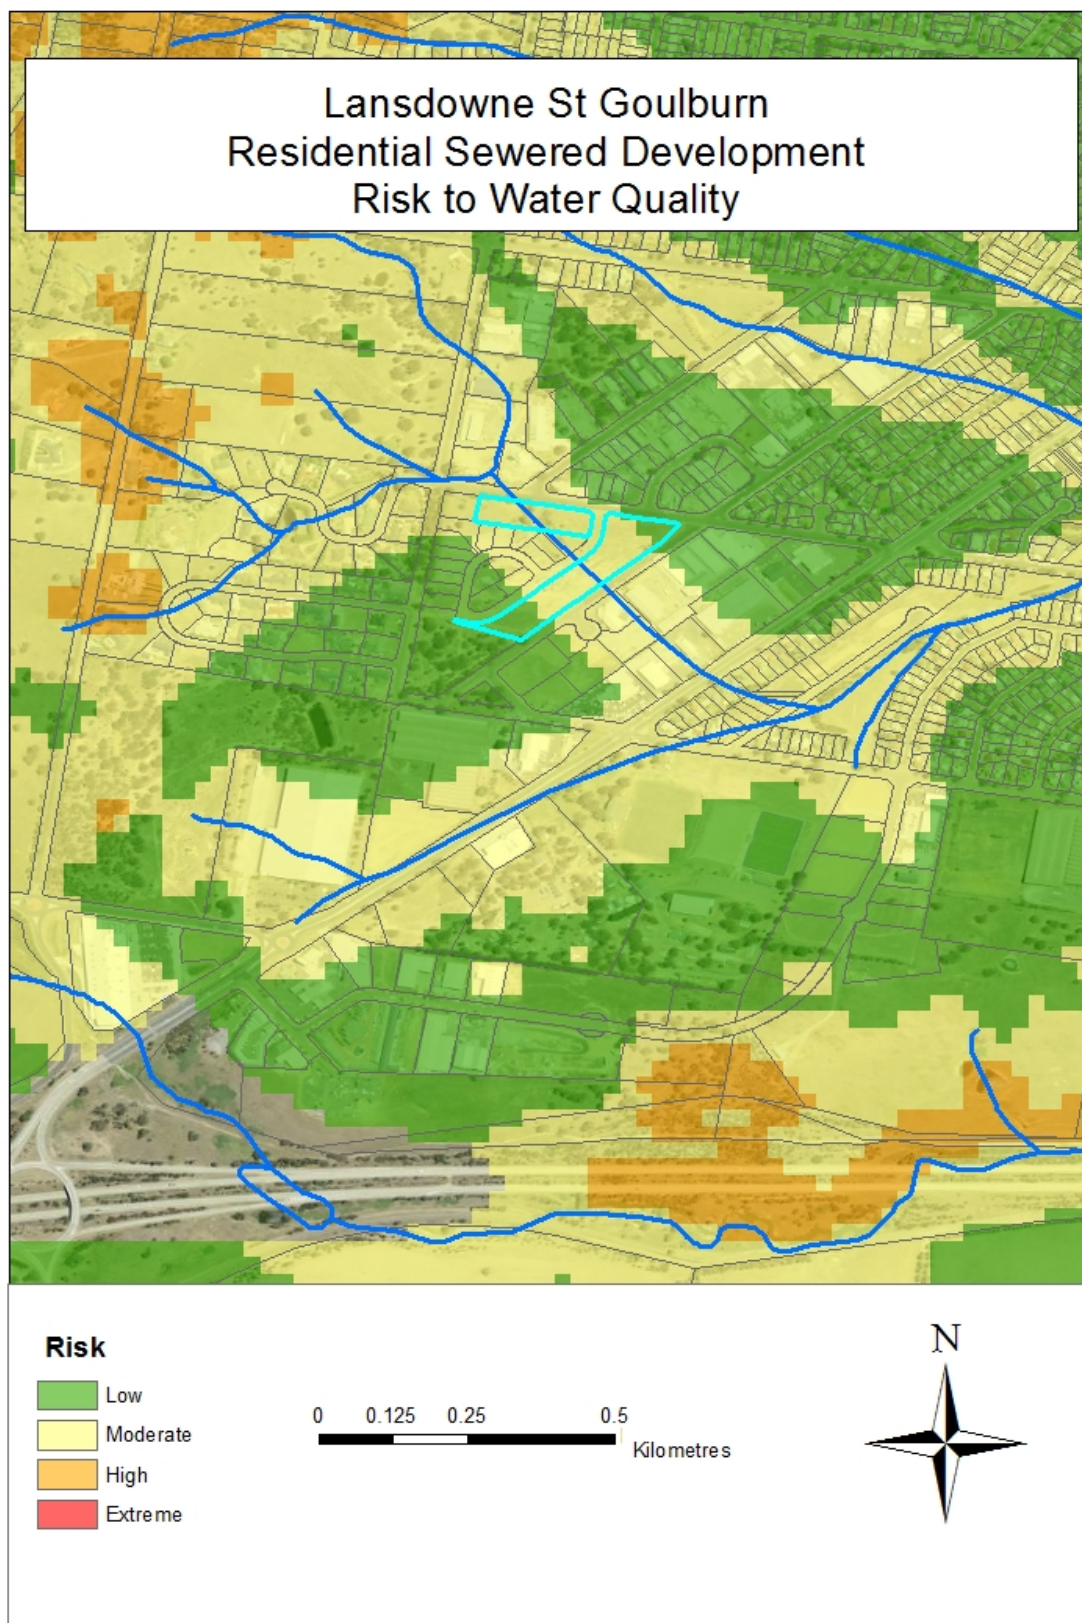 Lansdowne St Goulburn
Residential Sewered Development
Risk to Water Quality
Risk
Low
Moderate
High
Extreme
0 0.125 0.25 0.5
Kilometres
N